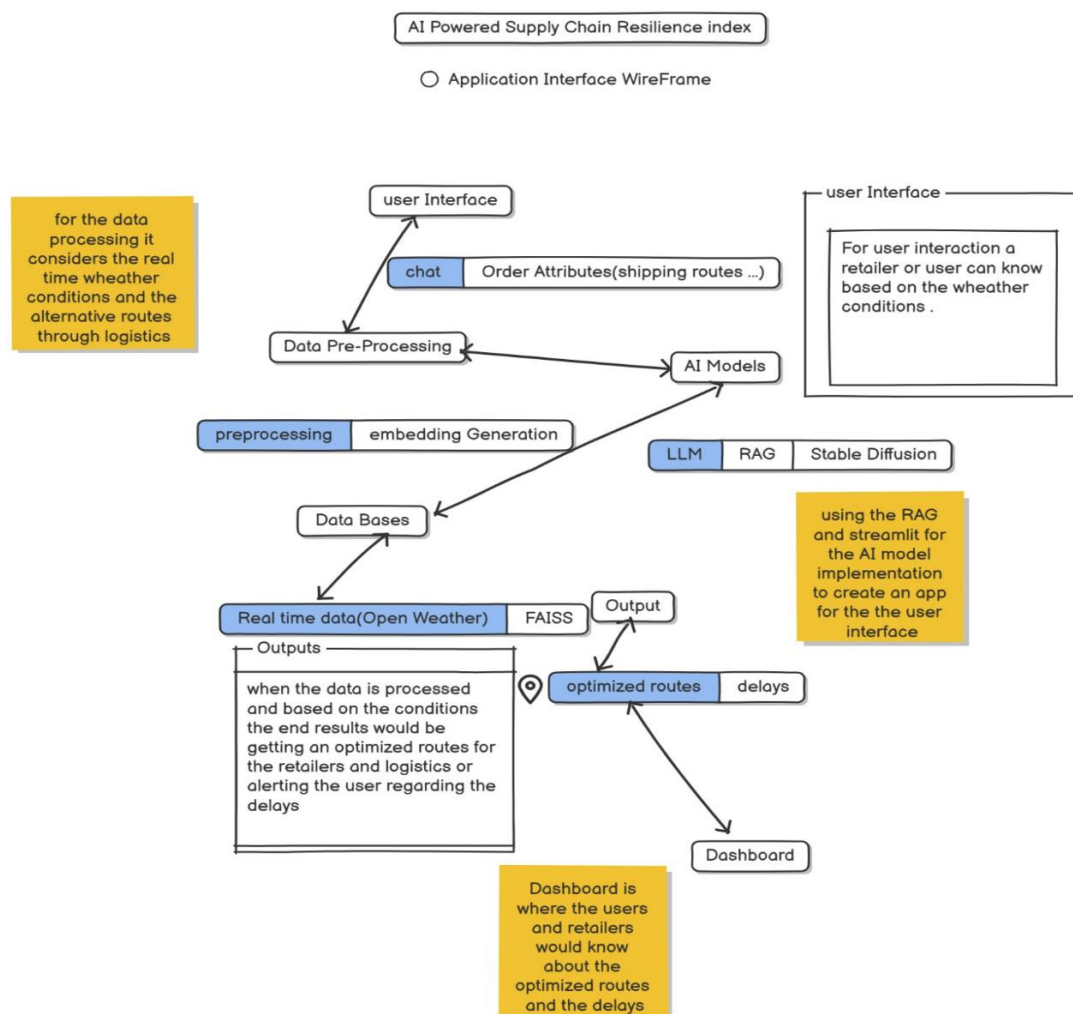 AI Powered Supply Chain Resilience index
Application Interface WireFrame
for the data
processing it
considers the real
time wheather
conditions and the
alternative routes
through logistics
user Interface
chat
Order Attributes(shipping routes ...)
Data Pre-Processing
AI Models
user Interface
For user interaction a
retailer or user can know
based on the wheather
conditions .
preprocessing
embedding Generation
LLM
RAG
Stable Diffusion
Data Bases
using the RAG
and streamlit for
the AI model
implementation
to create an app
for the the user
interface
Real time data(Open Weather)
FAISS
Output
Outputs
when the data is processed
and based on the conditions
the end results would be
getting an optimized routes for
the retailers and logistics or
alerting the user regarding the
delays
optimized routes
delays
Dashboard
Dashboard is
where the users
and retailers
would know
about the
optimized routes
and the delays